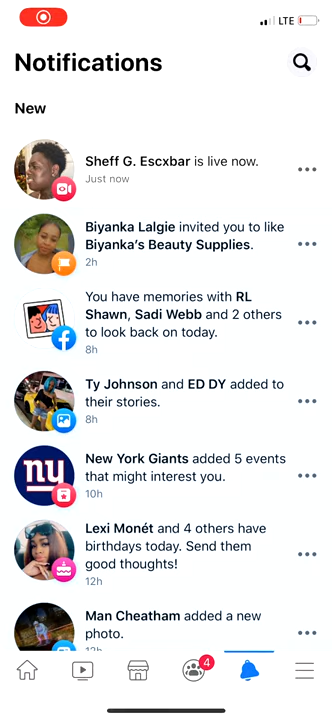 LTE
Notifications
New
Sheff G. Escxbar is live now.
Just now
Biyanka Lalgie invited you to like
Biyanka's Beauty Supplies.
2h
You have memories with RL
Shawn, Sadi Webb and 2 others
to look back on today.
8h
Ty Johnson and ED DY added to
their stories.
8h
ny
New York Giants added 5 events
that might interest you.
10h
Lexi Monét and 4 others have
birthdays today. Send them
good thoughts!
12h
Man Cheatham added a new
photo.
12h
4